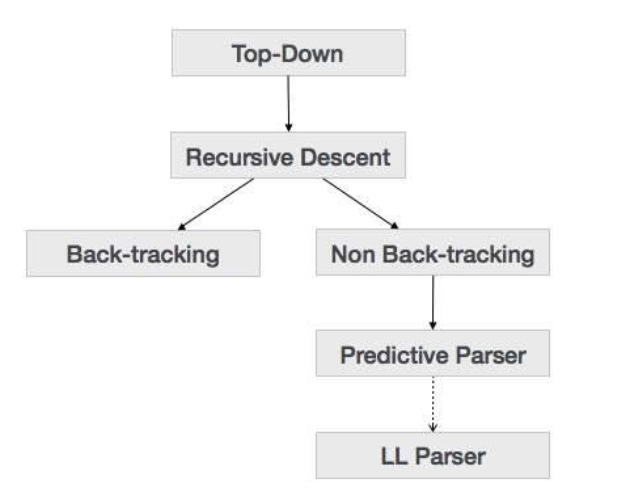 Top-Down
Recursive Descent
Back-tracking
Non Back-tracking
Predictive Parser
LL Parser